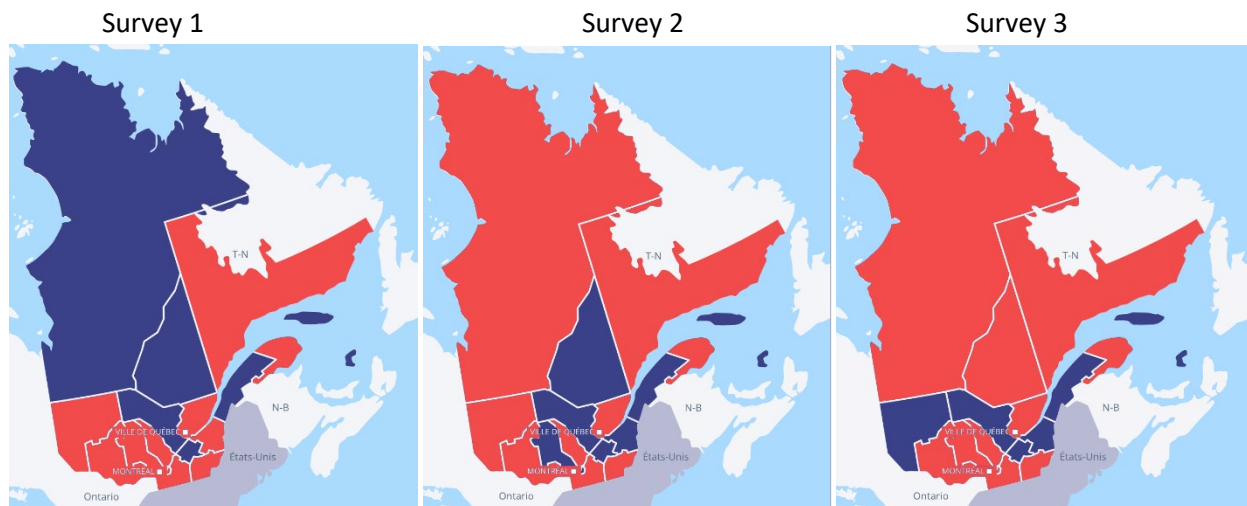 Survey 1
Survey 2
Survey 3
T-N
T-N
T-N
N-B
N-B
N-B
VILLE DE QUÉBEC
VILLE DE QUÉBEC
VILLE DE QUÉBEC
États-Unis
États-Unis
États-Unis
MONTRÉAL
MONTRÉAL
MONTRÉAL
Ontario
Ontario
Ontario